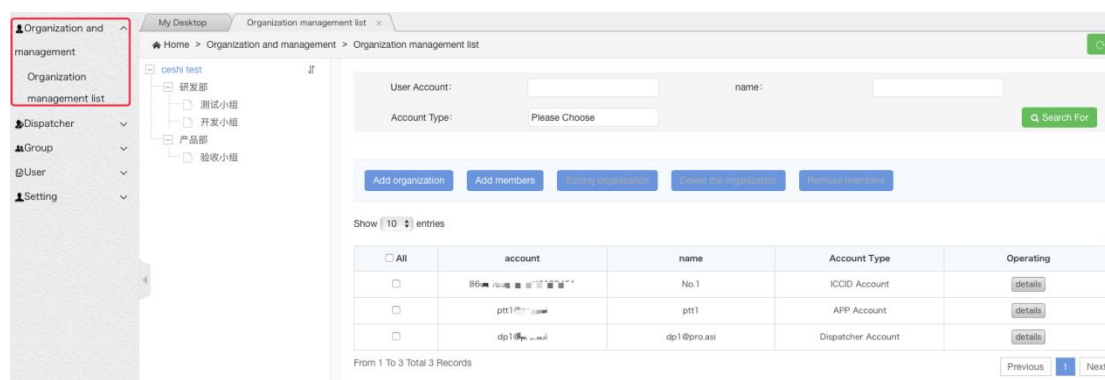 Organization and
management
Organization
management list
Dispatcher
Group
User
Setting
My Desktop
Organization management list ×
Home > Organization and management > Organization management list
ceshi test
研发部
测试小组
开发小组
产品部
验收小组
User Account:
name:
Account Type:
Please Choose
Search For
Add organization
Add members
Editing organization
Delete the organization
Remove members
Show 10 entries
All account name Account Type Operating
No.1 ICCID Account details
ptt1 APP Account details
dp1@pro.asi Dispatcher Account details
From 1 To 3 Total 3 Records
Previous 1 Next